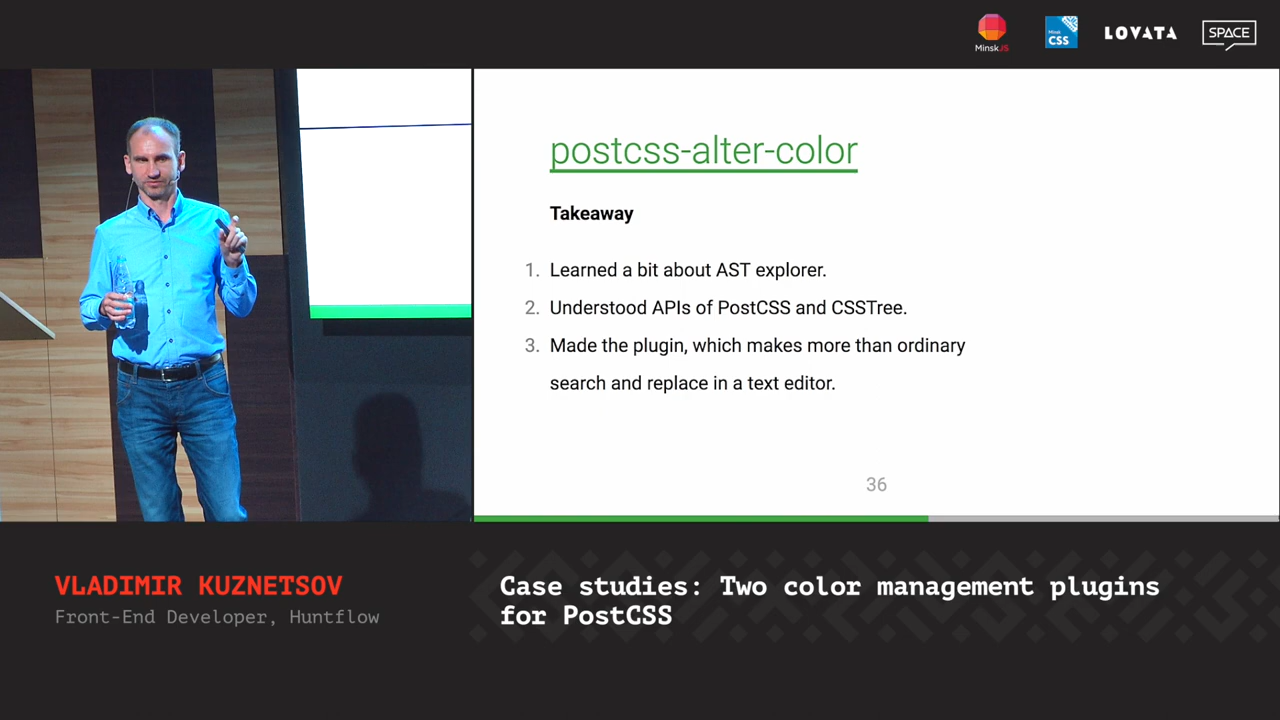 MinskJS
Minsk
CSS
LOVATA
SPACE
postcss-alter-color
Takeaway
1. Learned a bit about AST explorer.
2. Understood APIs of PostCSS and CSSTree.
3. Made the plugin, which makes more than ordinary
search and replace in a text editor.
36
VLADIMIR KUZNETSOV
Front-End Developer, Huntflow
Case studies: Two color management plugins
for PostCSS